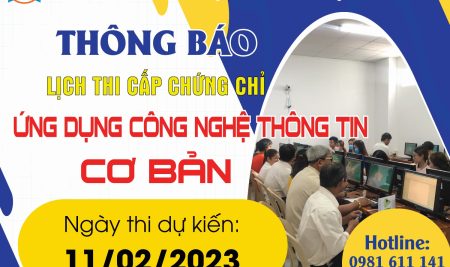 THÔNG BÁO
LỊCH THI CẤP CHỨNG CHỈ
ỨNG DỤNG CÔNG NGHỆ THÔNG TIN
CƠ BẢN
Ngày thi dự kiến:
11/02/2023
Hotline:
0981 611 141